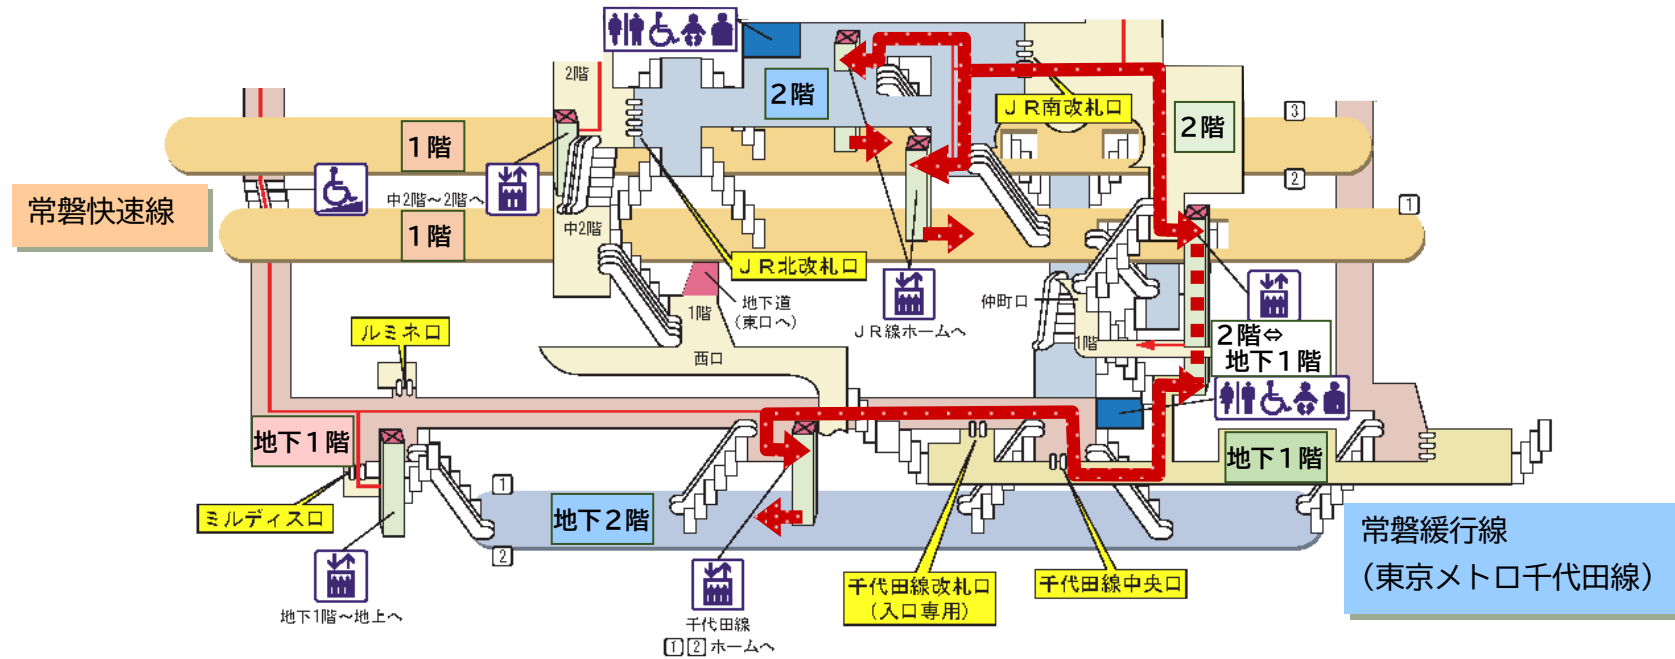 2階
2階
JR南改札口
3
1階
2階
2
中2階～2階へ
常磐快速線
1
1階
中2階
JR北改札口
地下道
(東口へ)
仲町口
JR線ホームへ
1階
ルミネ口
西口
1階
2階⇔
地下1階
地下1階
地下1階
1
ミルディス口
地下2階
2
常磐緩行線
（東京メトロ千代田線）
千代田線改札口
(入口専用)
千代田線中央口
地下1階～地上へ
千代田線
1 2 ホームへ